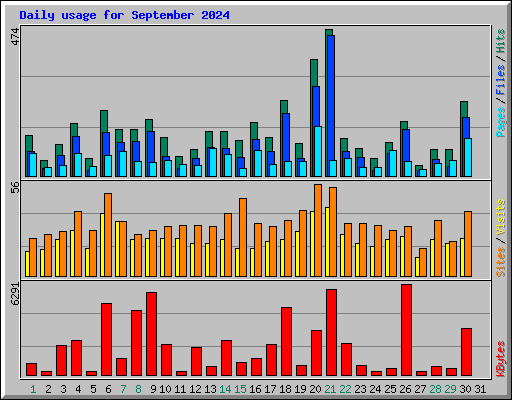 Daily usage for September 2024
474
Pages / Files / Hits
56
Sites / Visits
6291
KBytes
1 2 3 4 5 6 7 8 9 10 11 12 13 14 15 16 17 18 19 20 21 22 23 24 25 26 27 28 29 30 31